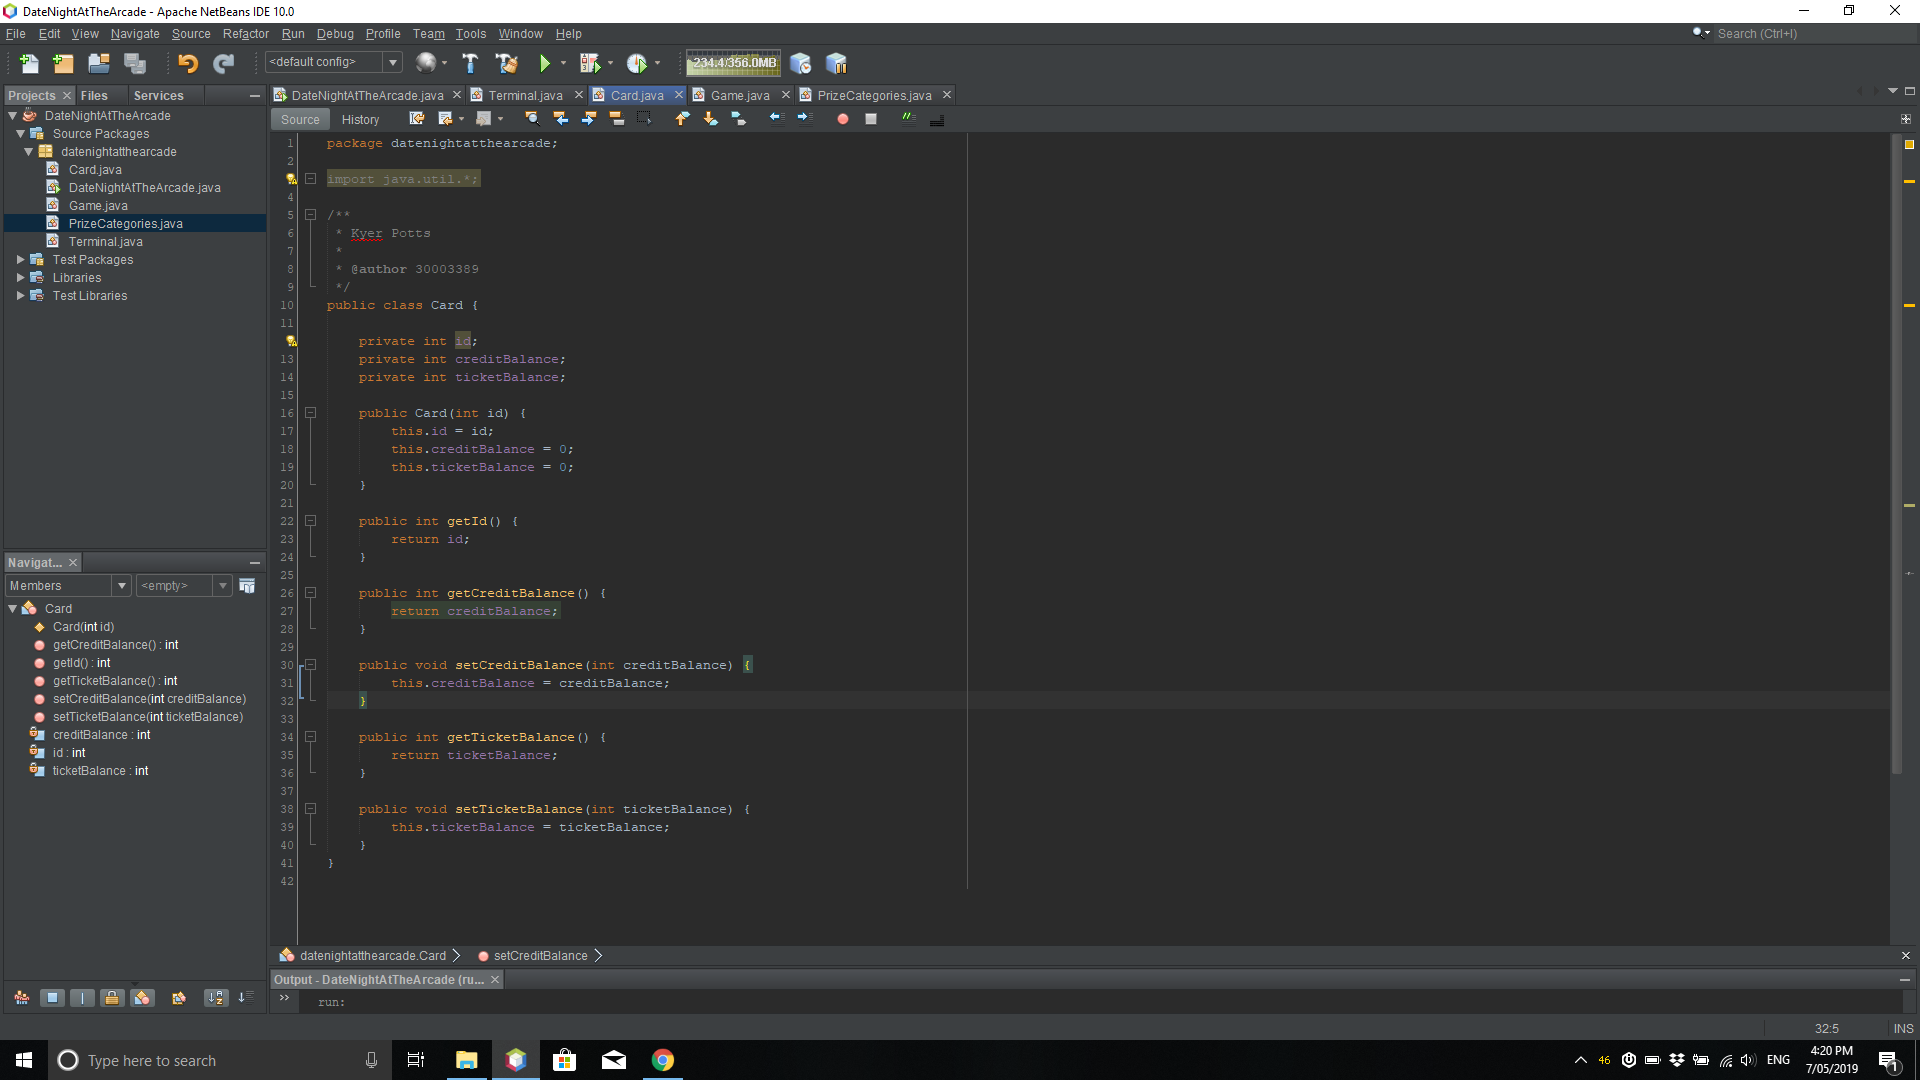 DateNightAtTheArcade - Apache NetBeans IDE 10.0
File Edit View Navigate Source Refactor Run Debug Profile Team Tools Window Help
Search (Ctrl+I)
<default config>
234.4/356.0MB
Projects Files Services
DateNightAtTheArcade.java Terminal.java Card.java Game.java PrizeCategories.java
DateNightAtTheArcade
Source Packages
datenightatthearcade
Card.java
DateNightAtTheArcade.java
Game.java
PrizeCategories.java
Terminal.java
Test Packages
Libraries
Test Libraries
Source History
1 package datenightatthearcade;
2
import java.util.*;
4
5 /**
6 * Kyer Potts
7 *
8 * @author 30003389
9 */
10 public class Card {
11
private int id;
13 private int creditBalance;
14 private int ticketBalance;
15
16 public Card(int id) {
17 this.id = id;
18 this.creditBalance = 0;
19 this.ticketBalance = 0;
20 }
21
22 public int getId() {
23 return id;
24 }
25
26 public int getCreditBalance() {
27 return creditBalance;
28 }
29
30 public void setCreditBalance(int creditBalance) {
31 this.creditBalance = creditBalance;
32 }
33
34 public int getTicketBalance() {
35 return ticketBalance;
36 }
37
38 public void setTicketBalance(int ticketBalance) {
39 this.ticketBalance = ticketBalance;
40 }
41 }
42
Navigat...
Members <empty>
Card
Card(int id)
getCreditBalance() : int
getId() : int
getTicketBalance() : int
setCreditBalance(int creditBalance)
setTicketBalance(int ticketBalance)
creditBalance : int
id : int
ticketBalance : int
datenightatthearcade.Card setCreditBalance
Output - DateNightAtTheArcade (ru...
run:
32:5 INS
Type here to search
46 ENG
4:20 PM
7/05/2019
1